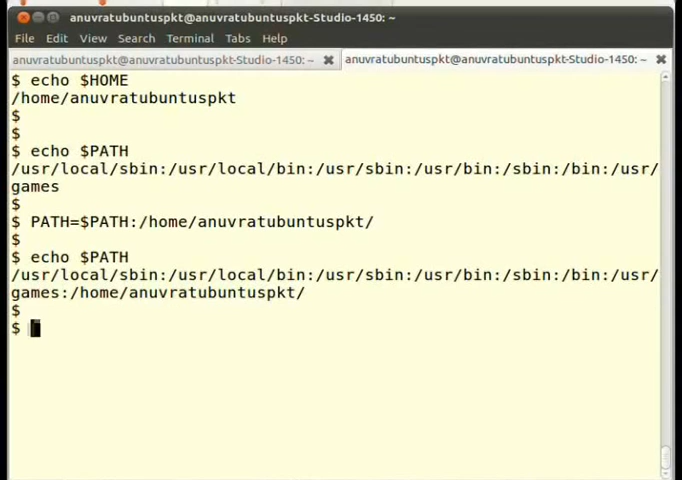 anuvratubuntuspkt@anuvratubuntuspkt-Studio-1450: ~
File Edit View Search Terminal Tabs Help
anuvratubuntuspkt@anuvratubuntuspkt-Studio-1450: ~ anuvratubuntuspkt@anuvratubuntuspkt-Studio-1450: ~
$ echo $HOME
/home/anuvratubuntuspkt
$
$
$ echo $PATH
/usr/local/sbin:/usr/local/bin:/usr/sbin:/usr/bin:/sbin:/bin:/usr/
games
$
$ PATH=$PATH:/home/anuvratubuntuspkt/
$
$ echo $PATH
/usr/local/sbin:/usr/local/bin:/usr/sbin:/usr/bin:/sbin:/bin:/usr/
games:/home/anuvratubuntuspkt/
$
$